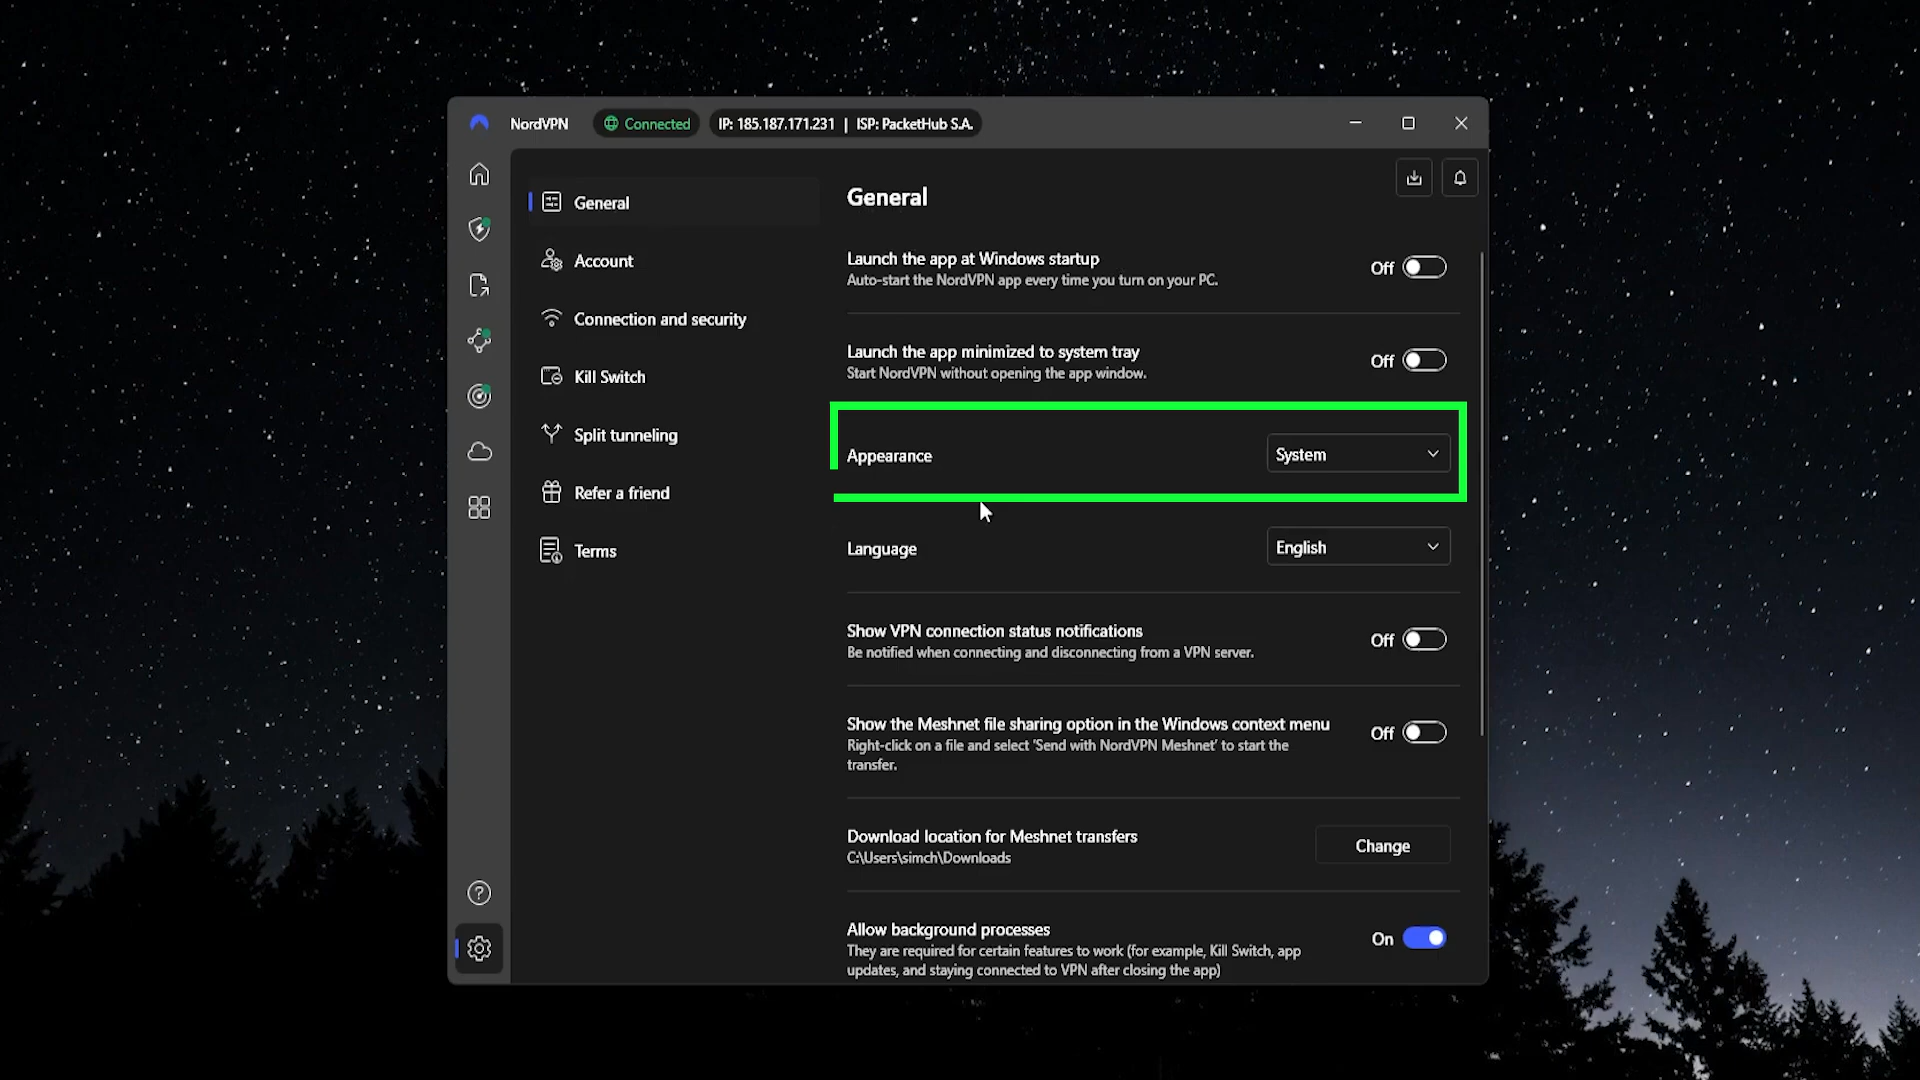 NordVPN
Connected
IP: 185.187.171.231 | ISP: PacketHub S.A.
General
Account
Connection and security
Kill Switch
Split tunneling
Refer a friend
Terms
General
Launch the app at Windows startup
Auto-start the NordVPN app every time you turn on your PC.
Off
Launch the app minimized to system tray
Start NordVPN without opening the app window.
Off
Appearance
System
Language
English
Show VPN connection status notifications
Be notified when connecting and disconnecting from a VPN server.
Off
Show the Meshnet file sharing option in the Windows context menu
Right-click on a file and select 'Send with NordVPN Meshnet' to start the
transfer.
Off
Download location for Meshnet transfers
C:\Users\simch\Downloads
Change
Allow background processes
They are required for certain features to work (for example, Kill Switch, app
updates, and staying connected to VPN after closing the app)
On